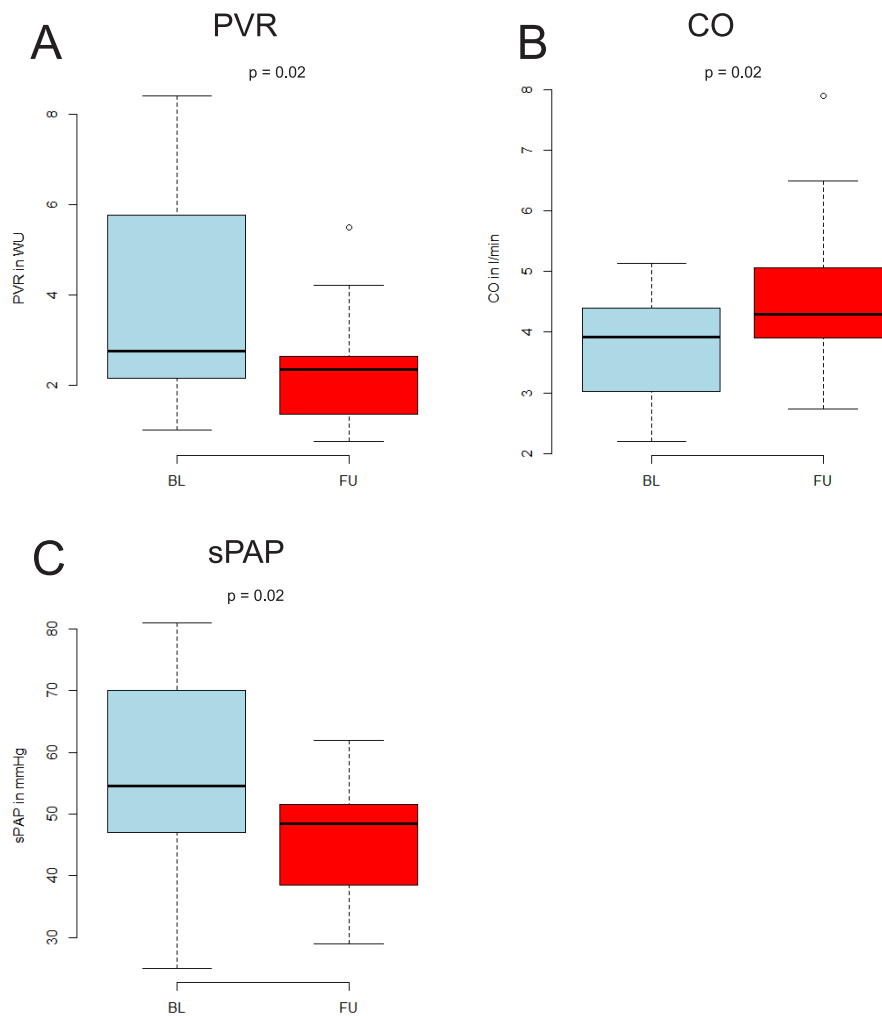 A
PVR
p = 0.02
PVR in WU
8
6
4
2
BL
FU
B
CO
p = 0.02
CO in l/min
8
7
6
5
4
3
2
BL
FU
C
sPAP
p = 0.02
sPAP in mmHg
80
70
60
50
40
30
BL
FU